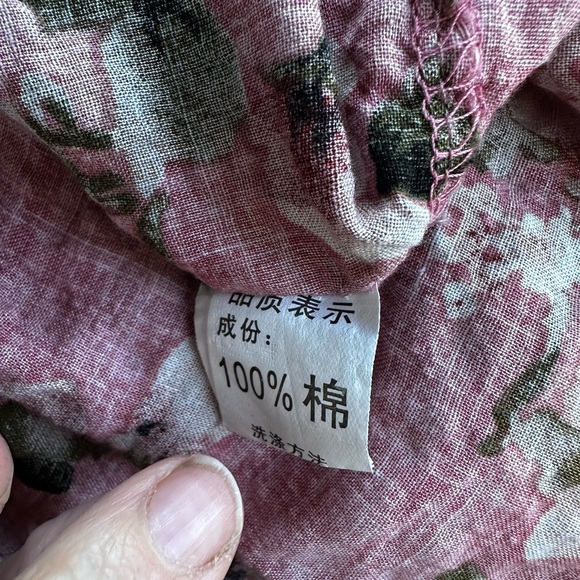 品质表示
成份：
100% 棉
洗涤方法